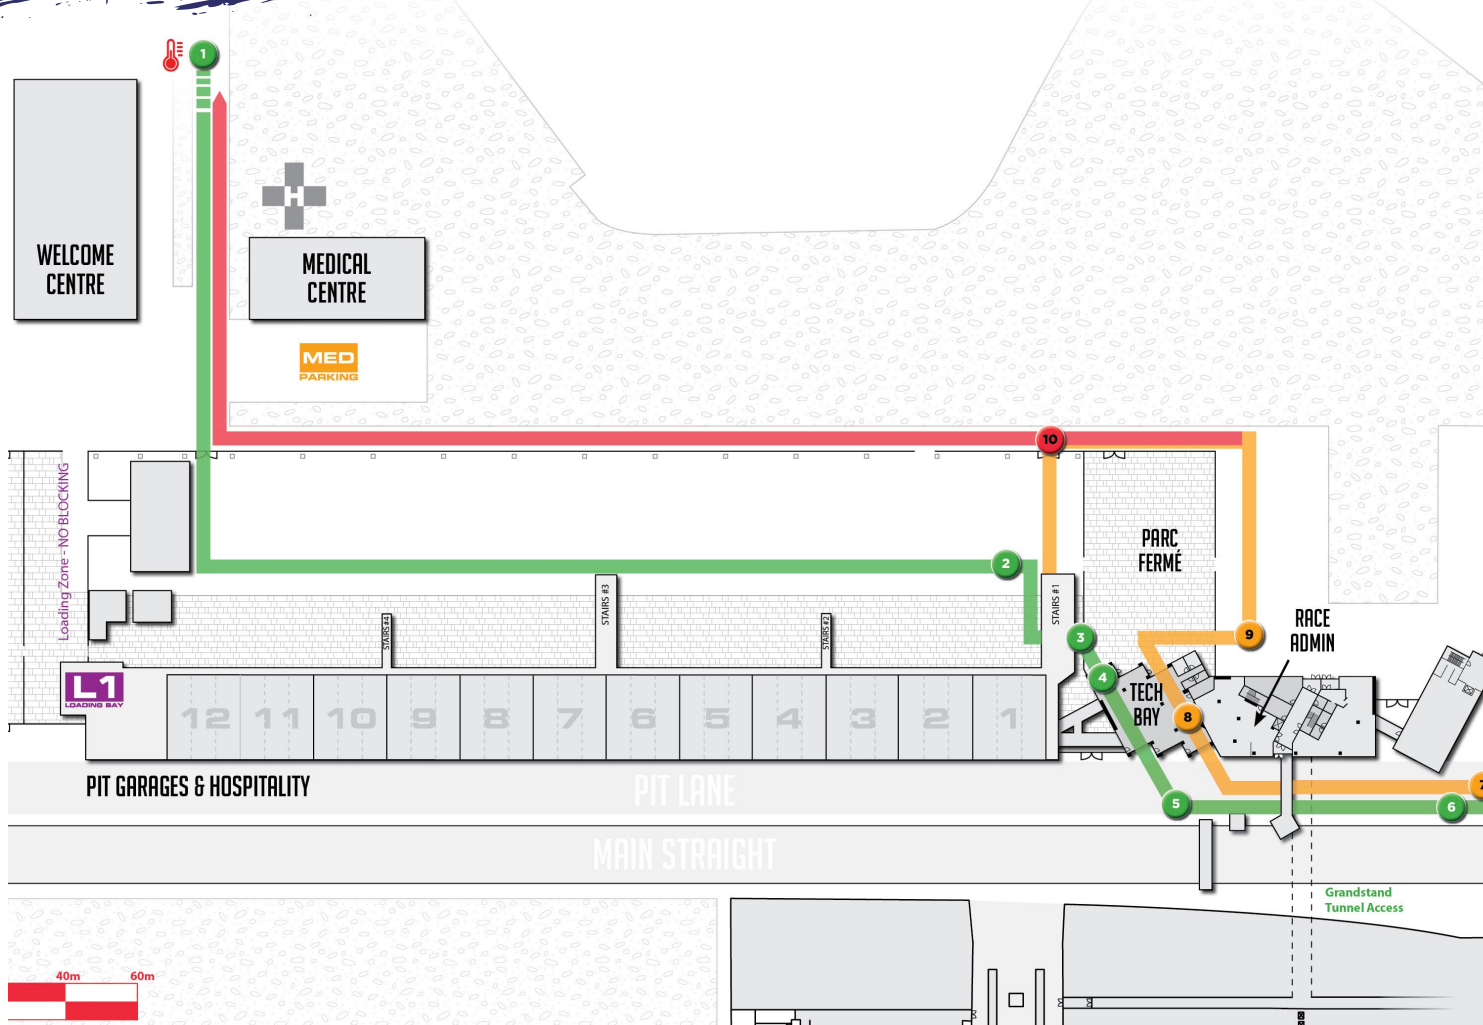 1
WELCOME
CENTRE
MEDICAL
CENTRE
MED
PARKING
10
Loading Zone - NO BLOCKING
PARC
FERMÉ
2
STAIRS #3
STAIRS #1
STAIRS #4
STAIRS #2
3
9
RACE
ADMIN
4
L1
LOADING BAY
TECH
BAY
8
12 11 10 9 8 7 6 5 4 3 2 1
PIT GARAGES & HOSPITALITY
PIT LANE
7
5
6
MAIN STRAIGHT
Grandstand
Tunnel Access
40m 60m